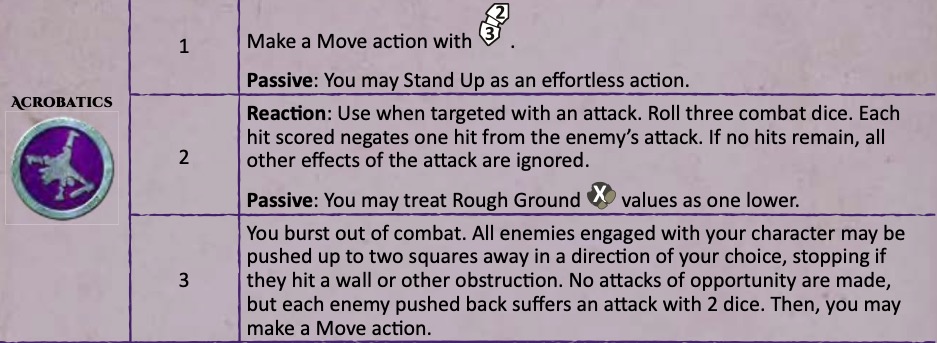 ACROBATICS
1
Make a Move action with 2 3 .
Passive: You may Stand Up as an effortless action.
2
Reaction: Use when targeted with an attack. Roll three combat dice. Each
hit scored negates one hit from the enemy's attack. If no hits remain, all
other effects of the attack are ignored.
Passive: You may treat Rough Ground X values as one lower.
3
You burst out of combat. All enemies engaged with your character may be
pushed up to two squares away in a direction of your choice, stopping if
they hit a wall or other obstruction. No attacks of opportunity are made,
but each enemy pushed back suffers an attack with 2 dice. Then, you may
make a Move action.